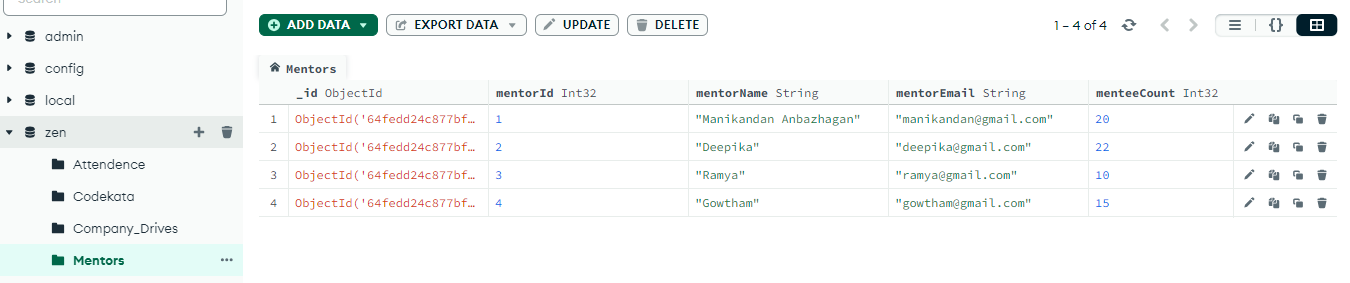 Search
admin
config
local
zen
Attendence
Codekata
Company_Drives
Mentors
ADD DATA EXPORT DATA UPDATE DELETE 1 – 4 of 4 {}
Mentors
_id ObjectId mentorId Int32 mentorName String mentorEmail String menteeCount Int32
1 ObjectId('64fedd24c877bf… 1 "Manikandan Anbazhagan" "manikandan@gmail.com" 20
2 ObjectId('64fedd24c877bf… 2 "Deepika" "deepika@gmail.com" 22
3 ObjectId('64fedd24c877bf… 3 "Ramya" "ramya@gmail.com" 10
4 ObjectId('64fedd24c877bf… 4 "Gowtham" "gowtham@gmail.com" 15